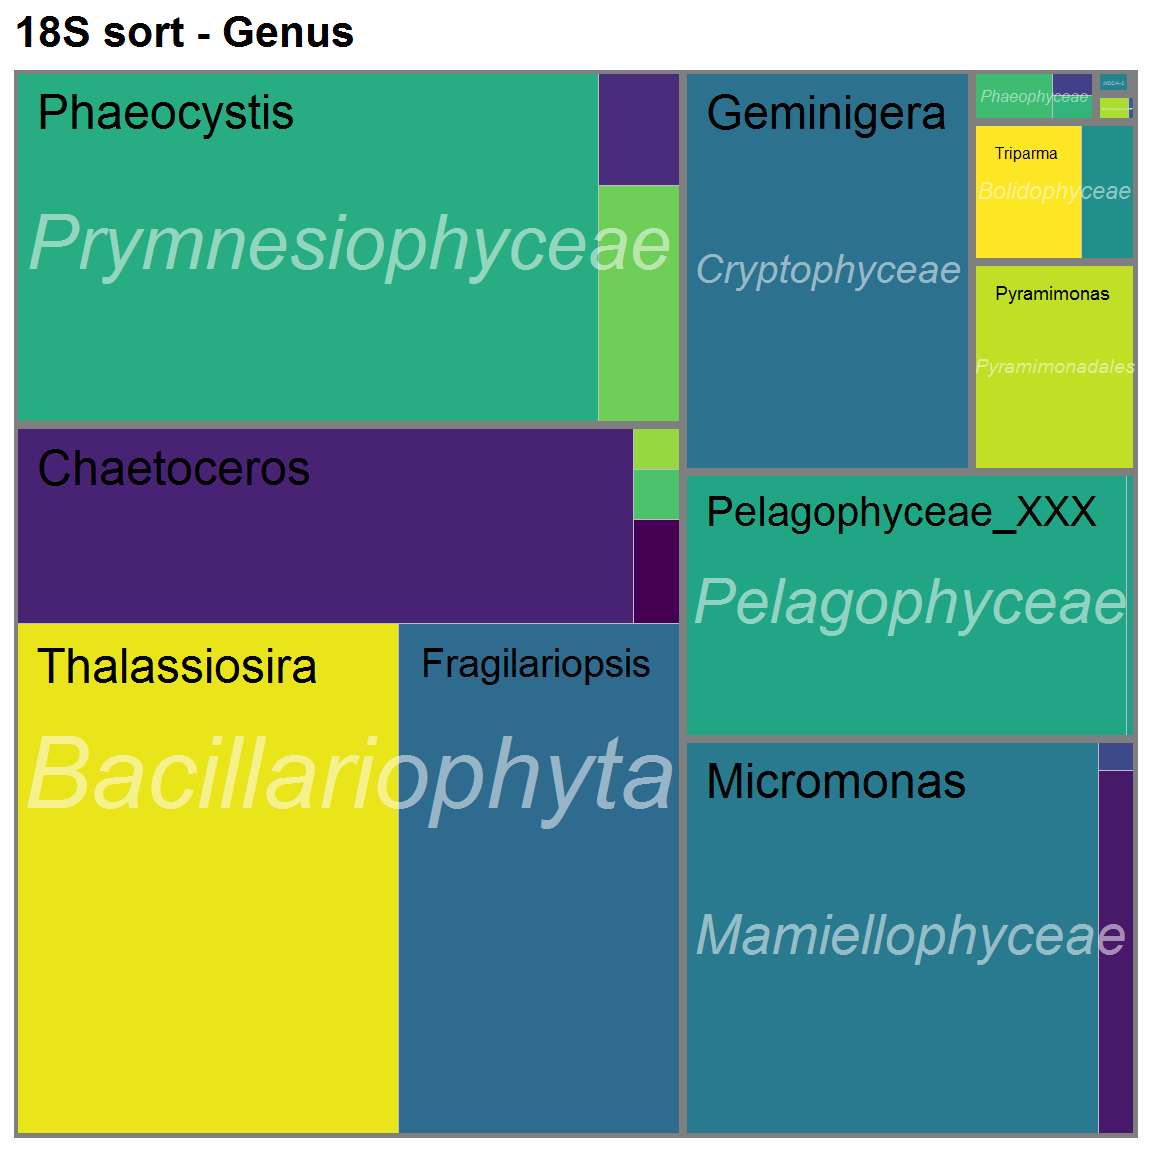 18S sort - Genus
Phaeocystis
Prymnesiophyceae
Chaetoceros
Thalassiosira
Fragilariopsis
Bacillariophyta
Geminigera
Cryptophyceae
Phaeophyceae
Triparma
Bolidophyceae
Pyramimonas
Pyramimonadales
Pelagophyceae_XXX
Pelagophyceae
Micromonas
Mamiellophyceae